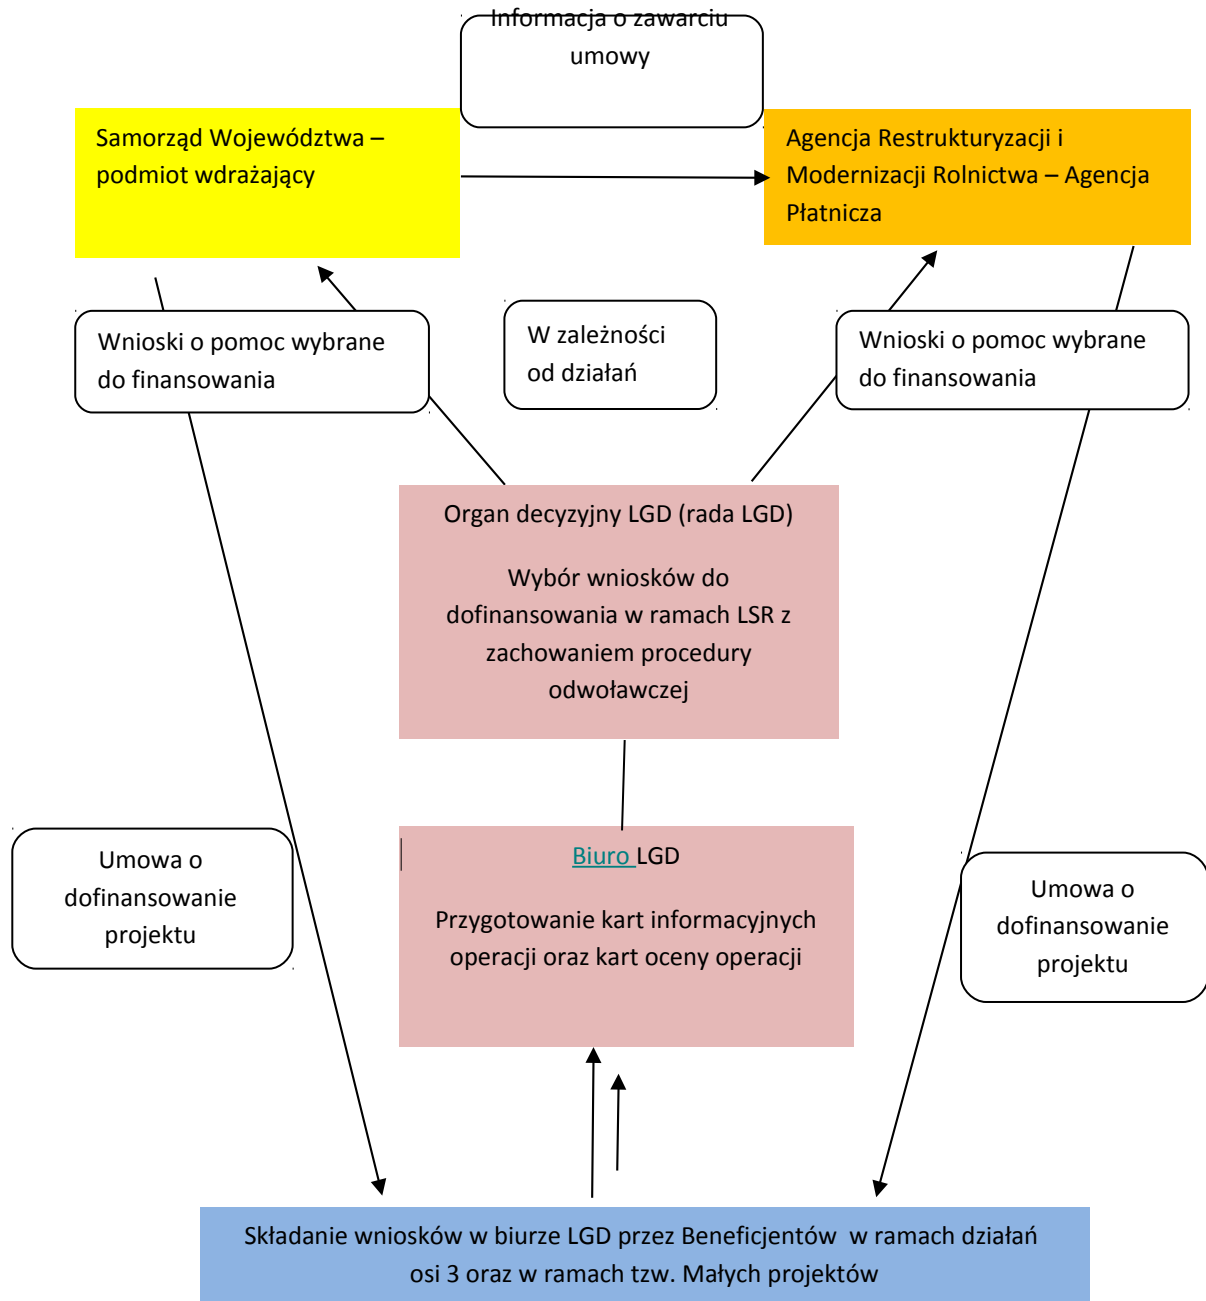 Informacja o zawarciu
umowy
Samorząd Województwa –
podmiot wdrażający
Agencja Restrukturyzacji i
Modernizacji Rolnictwa – Agencja
Płatnicza
Wnioski o pomoc wybrane
do finansowania
W zależności
od działań
Wnioski o pomoc wybrane
do finansowania
Organ decyzyjny LGD (rada LGD)
Wybór wniosków do
dofinansowania w ramach LSR z
zachowaniem procedury
odwoławczej
Umowa o
dofinansowanie
projektu
Biuro LGD
Przygotowanie kart informacyjnych
operacji oraz kart oceny operacji
Umowa o
dofinansowanie
projektu
Składanie wniosków w biurze LGD przez Beneficjentów w ramach działań
osi 3 oraz w ramach tzw. Małych projektów